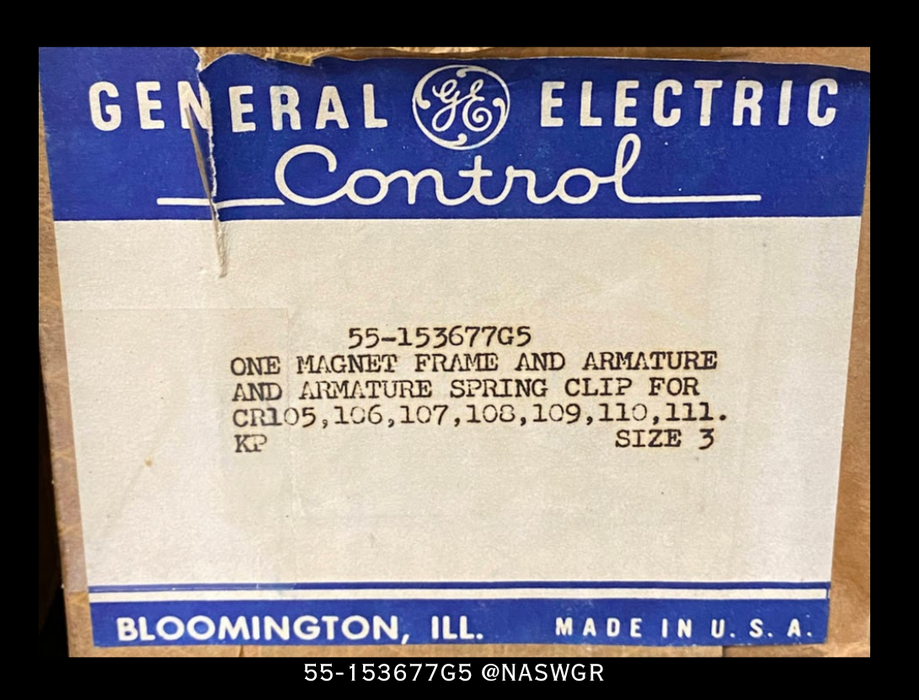 GENERAL GE ELECTRIC
Control
55-153677G5
ONE MAGNET FRAME AND ARMATURE
AND ARMATURE SPRING CLIP FOR
CR105,106,107,108,109,110,111.
KP SIZE 3
BLOOMINGTON, ILL. MADE IN U.S.A.
55-153677G5 @NASWGR